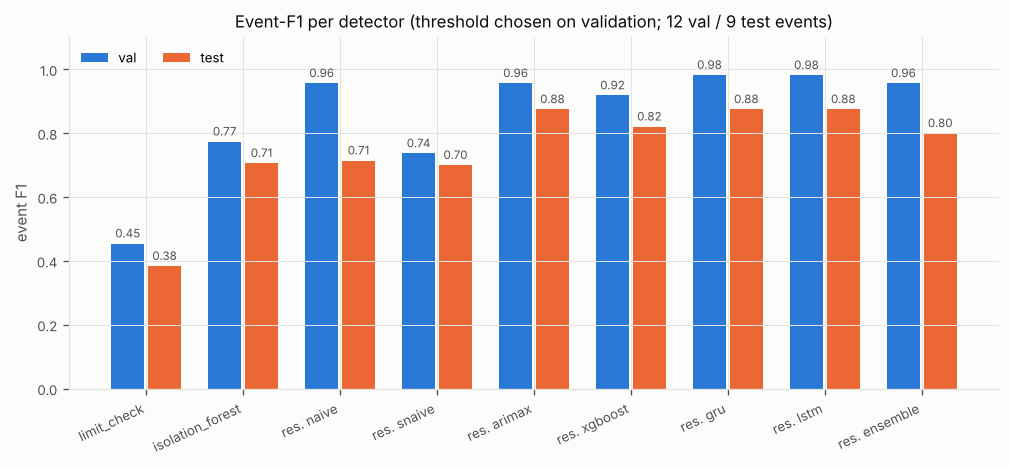 Event-F1 per detector (threshold chosen on validation; 12 val / 9 test events)
val
test
event F1
1.0
0.8
0.6
0.4
0.2
0.0
0.45
0.38
0.77
0.71
0.96
0.71
0.74
0.70
0.96
0.88
0.92
0.82
0.98
0.88
0.98
0.88
0.96
0.80
limit_check
isolation_forest
res. naive
res. snaive
res. arimax
res. xgboost
res. gru
res. lstm
res. ensemble